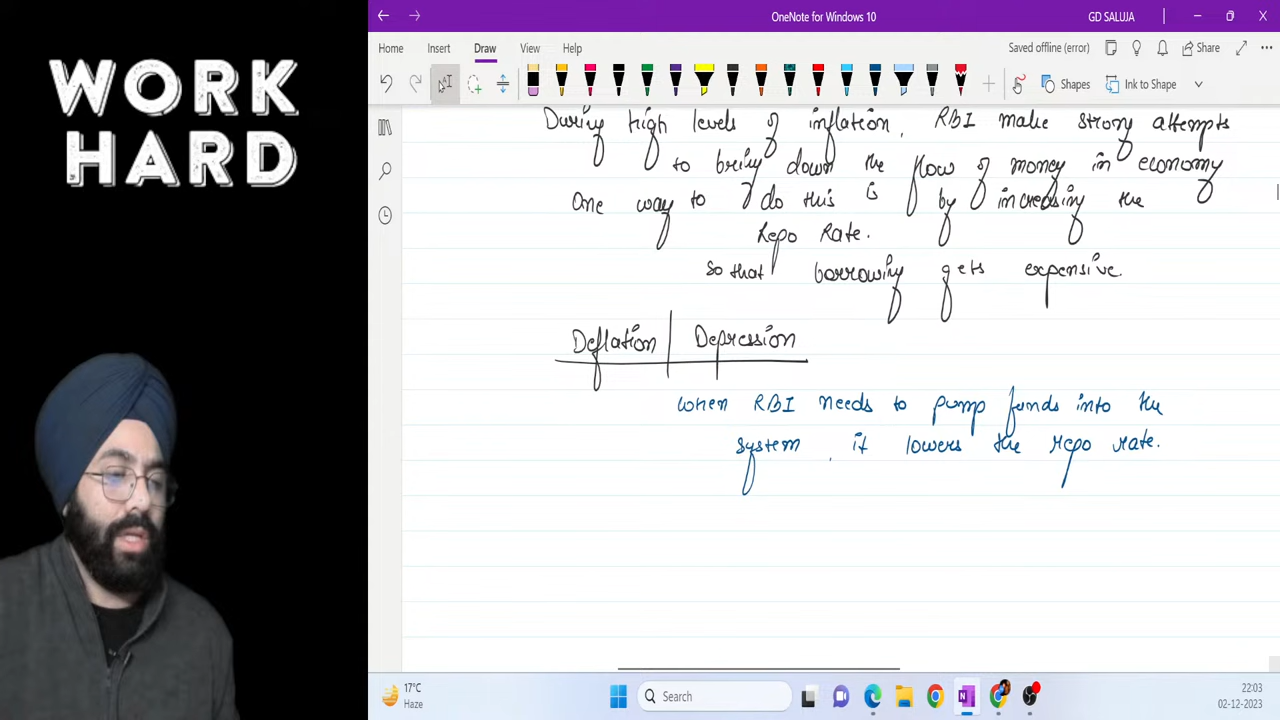 WORK
HARD
OneNote for Windows 10
GD SALUJA
Home Insert Draw View Help
Saved offline (error)
Share
Shapes
Ink to Shape
During high levels of inflation, RBI make strong attempts
to bring down the flow of money in economy
One way to do this is by increasing the
Repo Rate.
so that borrowing gets expensive.
Deflation | Depression
When RBI needs to pump funds into the
system, it lowers the repo rate.
17°C
Haze
Search
22:03
02-12-2023